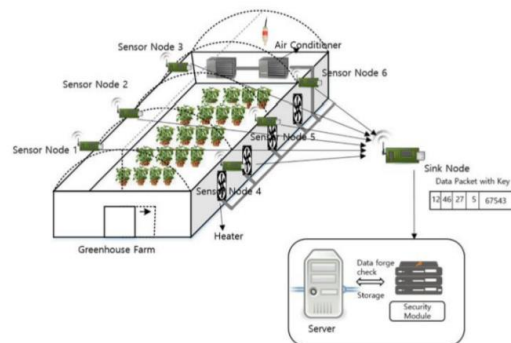 Sensor Node 3
Air Conditioner
Sensor Node 6
Sensor Node 2
Sensor Node 1
Sensor Node 5
Sensor Node 4
Sink Node
Data Packet with Key
12 46 27 5 67543
Greenhouse Farm
Heater
Data forge
check
Storage
Server
Security
Module